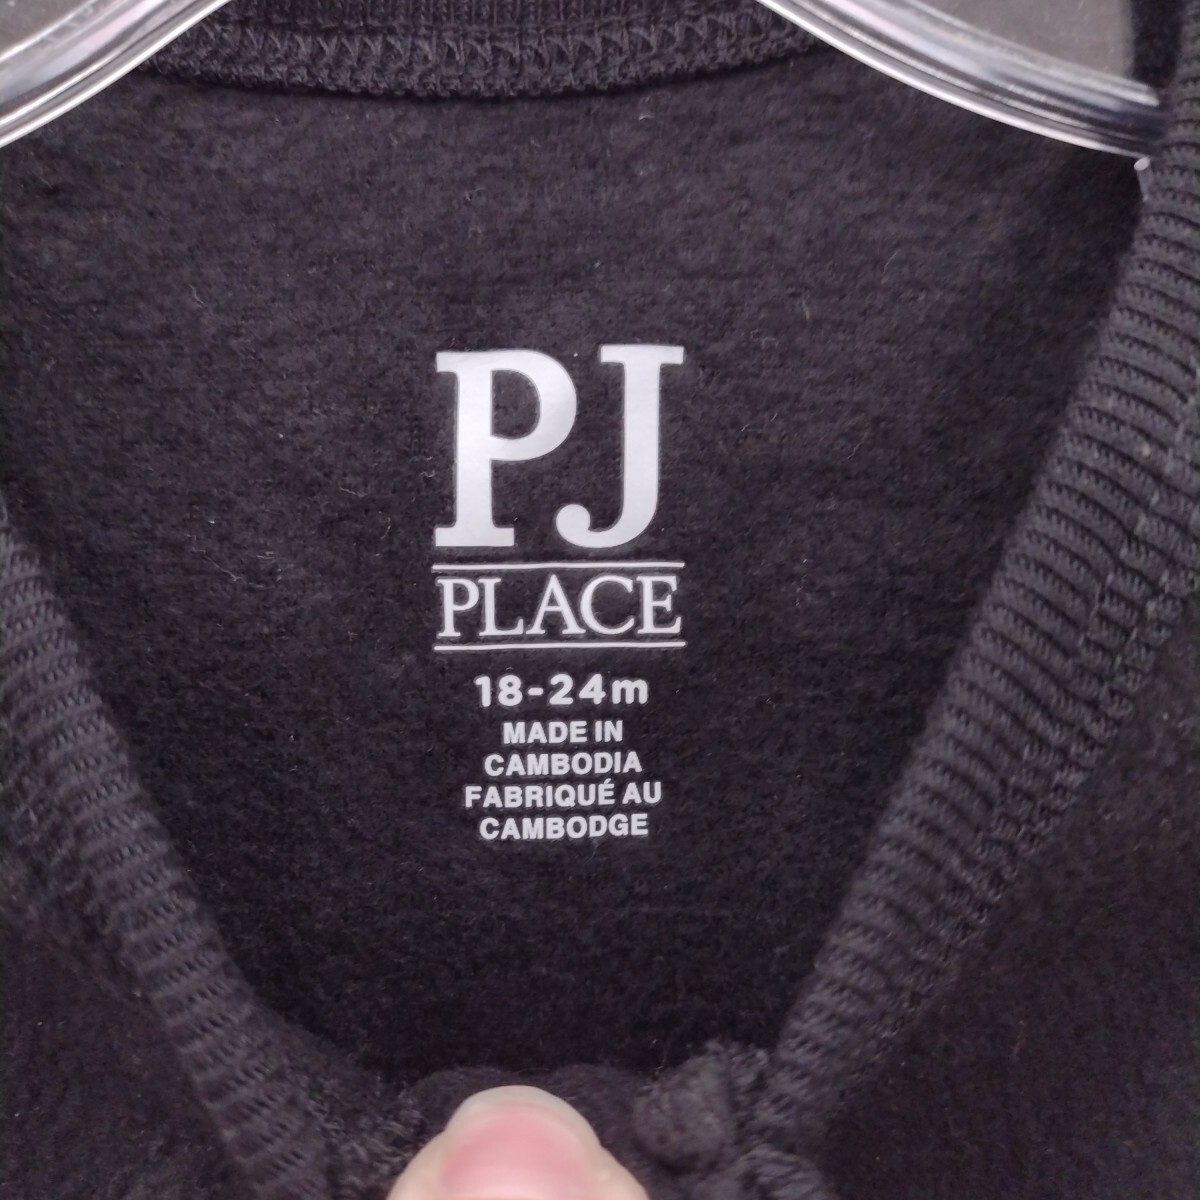 PJ
PLACE
18-24m
MADE IN
CAMBODIA
FABRIQUÉ AU
CAMBODGE